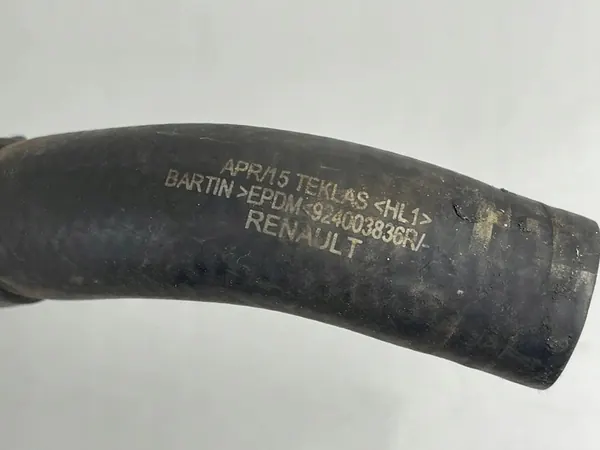 APR/15 TEKLAS <HL1>
BARTIN >EPDM<924003836R/-
RENAULT